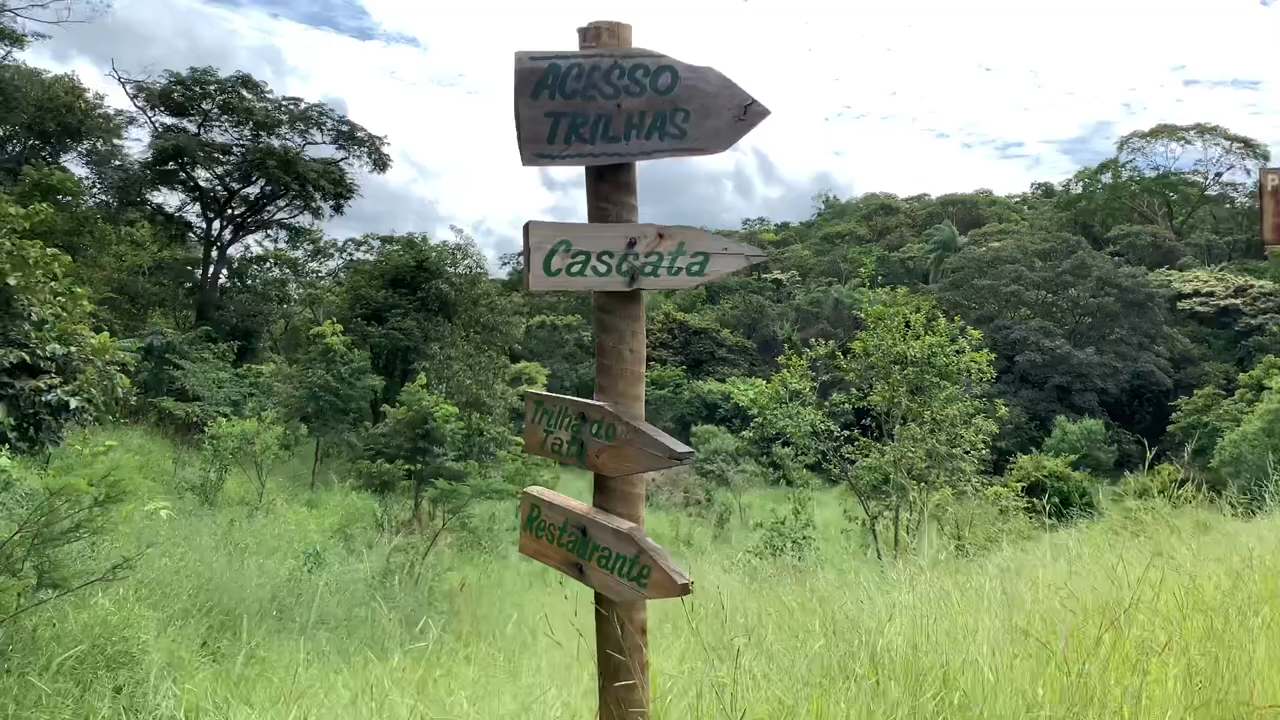 ACESSO
TRILHAS
Cascata
Trilha do
Tatu
Restaurante
P